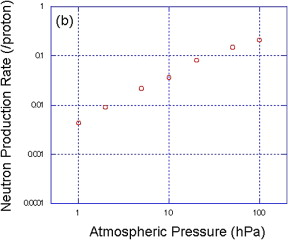 Neutron Production Rate (/proton)
(b)
1
0.1
0.01
0.001
0.0001
1
10
100
Atmospheric Pressure (hPa)